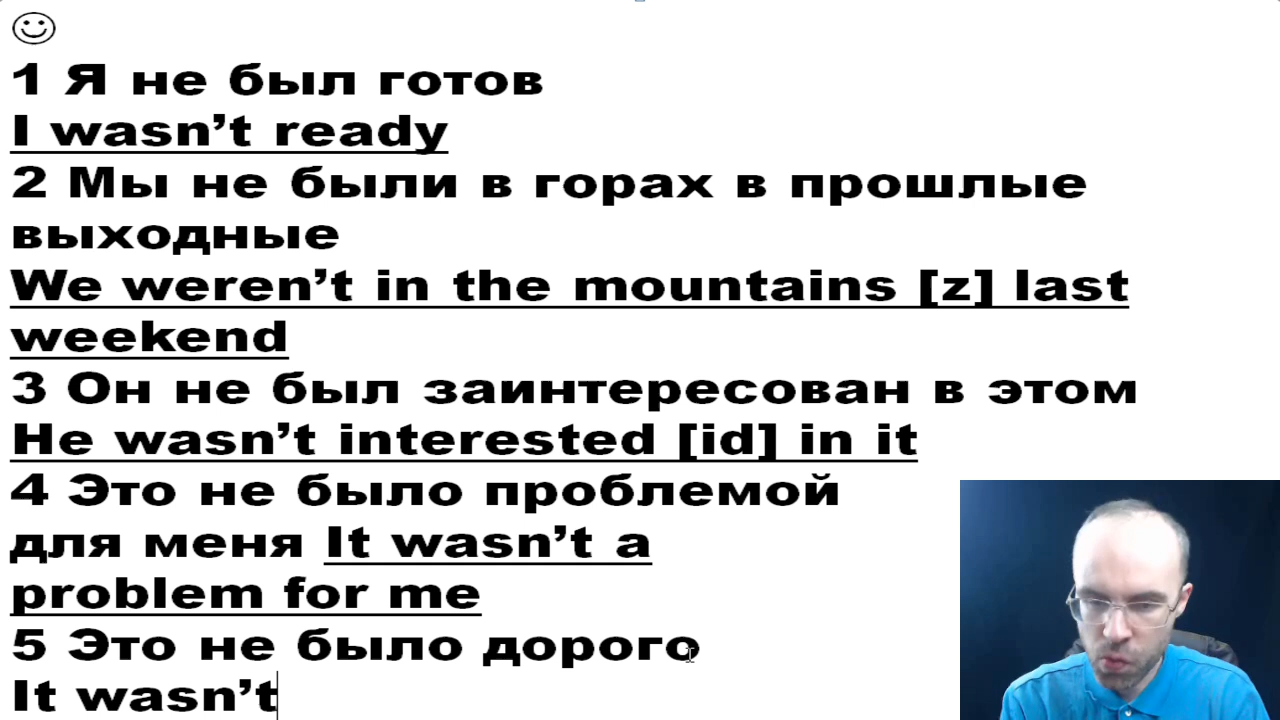 1 Я не был готов
I wasn’t ready
2 Мы не были в горах в прошлые
выходные
We weren’t in the mountains [z] last
weekend
3 Он не был заинтересован в этом
He wasn’t interested [id] in it
4 Это не было проблемой
для меня It wasn’t a
problem for me
5 Это не было дорого
It wasn’t